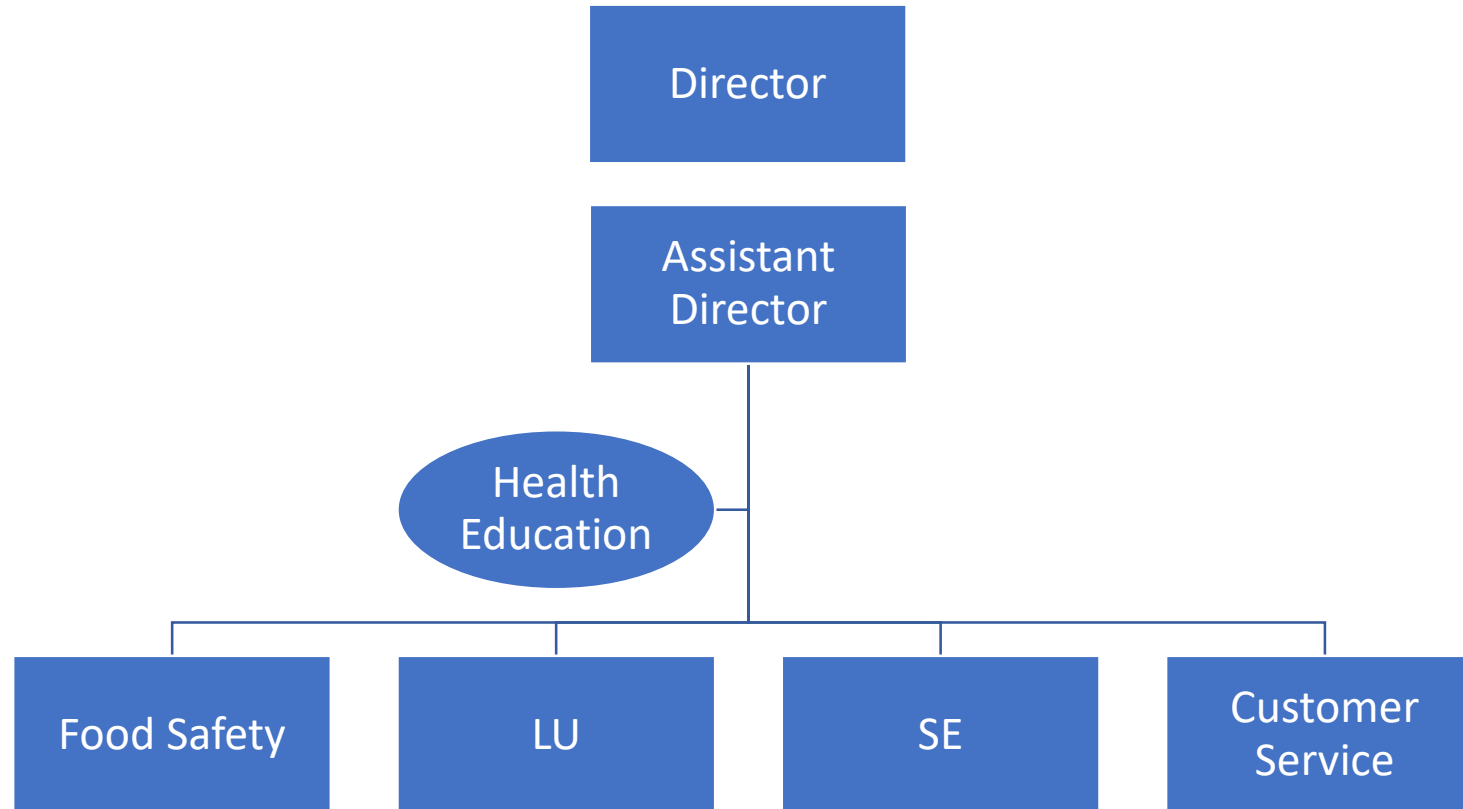 Director
Assistant
Director
Health
Education
Food Safety
LU
SE
Customer
Service